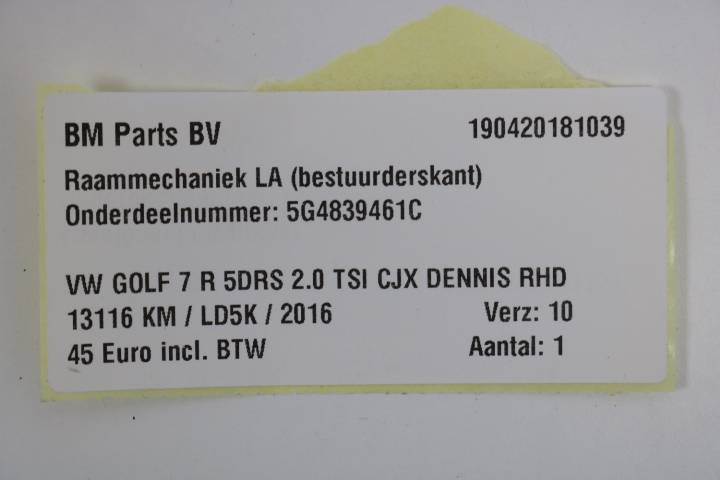 BM Parts BV 190420181039
Raammechaniek LA (bestuurderskant)
Onderdeelnummer: 5G4839461C
VW GOLF 7 R 5DRS 2.0 TSI CJX DENNIS RHD
13116 KM / LD5K / 2016 Verz: 10
45 Euro incl. BTW Aantal: 1